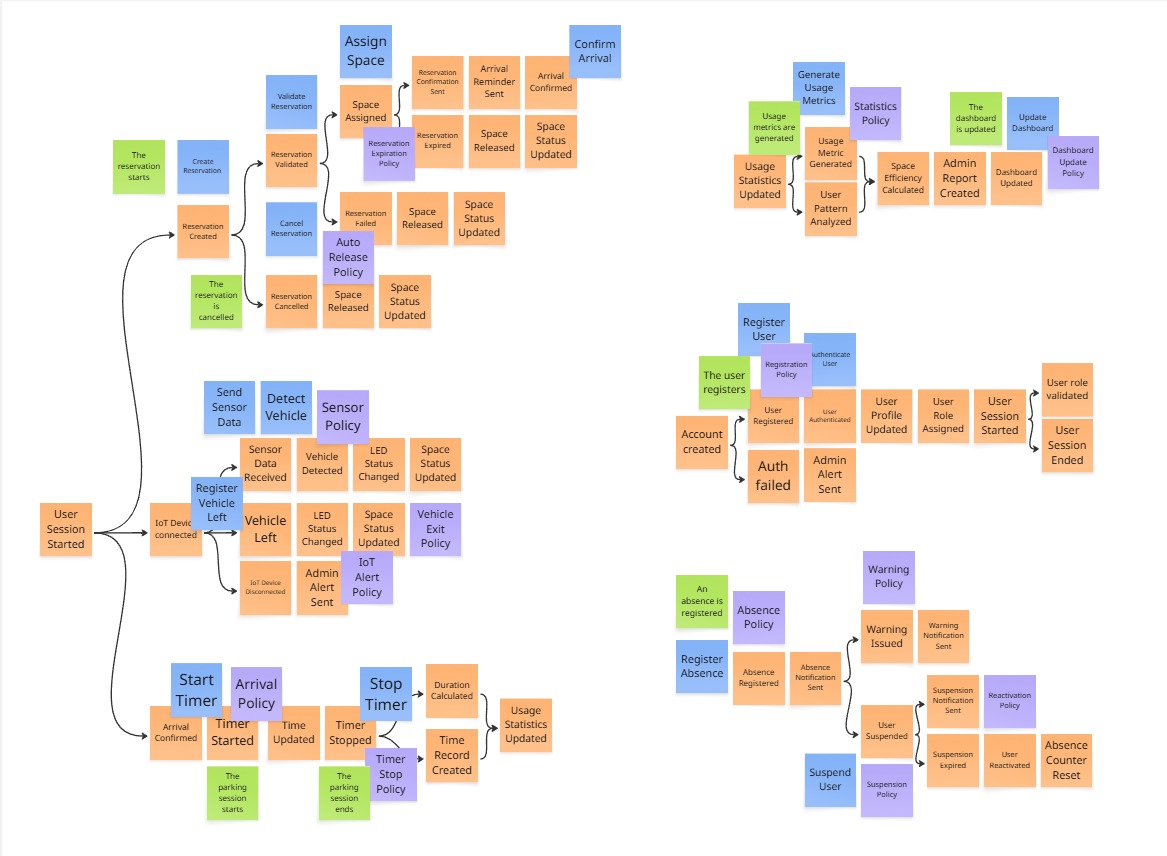 Assign
Space
Confirm
Arrival
Validate
Reservation
Space
Assigned
Reservation
Confirmation
Sent
Arrival
Reminder
Sent
Arrival
Confirmed
The
reservation
starts
Create
Reservation
Reservation
Validated
Reservation
Expiration
Policy
Reservation
Expired
Space
Released
Space
Status
Updated
Reservation
Created
Cancel
Reservation
Reservation
Failed
Space
Released
Space
Status
Updated
Auto
Release
Policy
The
reservation
is
cancelled
Reservation
Cancelled
Space
Released
Space
Status
Updated
Send
Sensor
Data
Detect
Vehicle
Sensor
Policy
Sensor
Data
Received
Vehicle
Detected
LED
Status
Changed
Space
Status
Updated
Register
Vehicle
Left
User
Session
Started
IoT Devic
connected
Vehicle
Left
LED
Status
Changed
Space
Status
Updated
Vehicle
Exit
Policy
IoT Device
Disconnected
Admin
Alert
Sent
IoT
Alert
Policy
Start
Timer
Arrival
Policy
Stop
Timer
Duration
Calculated
Arrival
Confirmed
Timer
Started
Time
Updated
Timer
Stopped
Time
Record
Created
Usage
Statistics
Updated
Timer
Stop
Policy
The
parking
session
starts
The
parking
session
ends
Generate
Usage
Metrics
Statistics
Policy
The
dashboard
is updated
Update
Dashboard
Usage
metrics are
generated
Usage
Metric
Generated
Dashboard
Update
Policy
Usage
Statistics
Updated
User
Pattern
Analyzed
Space
Efficiency
Calculated
Admin
Report
Created
Dashboard
Updated
Register
User
Authenticate
User
The user
registers
Registration
Policy
User
Registered
User
Authenticated
User
Profile
Updated
User
Role
Assigned
User
Session
Started
User role
validated
User
Session
Ended
Account
created
Auth
failed
Admin
Alert
Sent
Warning
Policy
An
absence is
registered
Absence
Policy
Warning
Issued
Warning
Notification
Sent
Register
Absence
Absence
Registered
Absence
Notification
Sent
Suspension
Notification
Sent
Reactivation
Policy
User
Suspended
Suspension
Expired
User
Reactivated
Absence
Counter
Reset
Suspend
User
Suspension
Policy